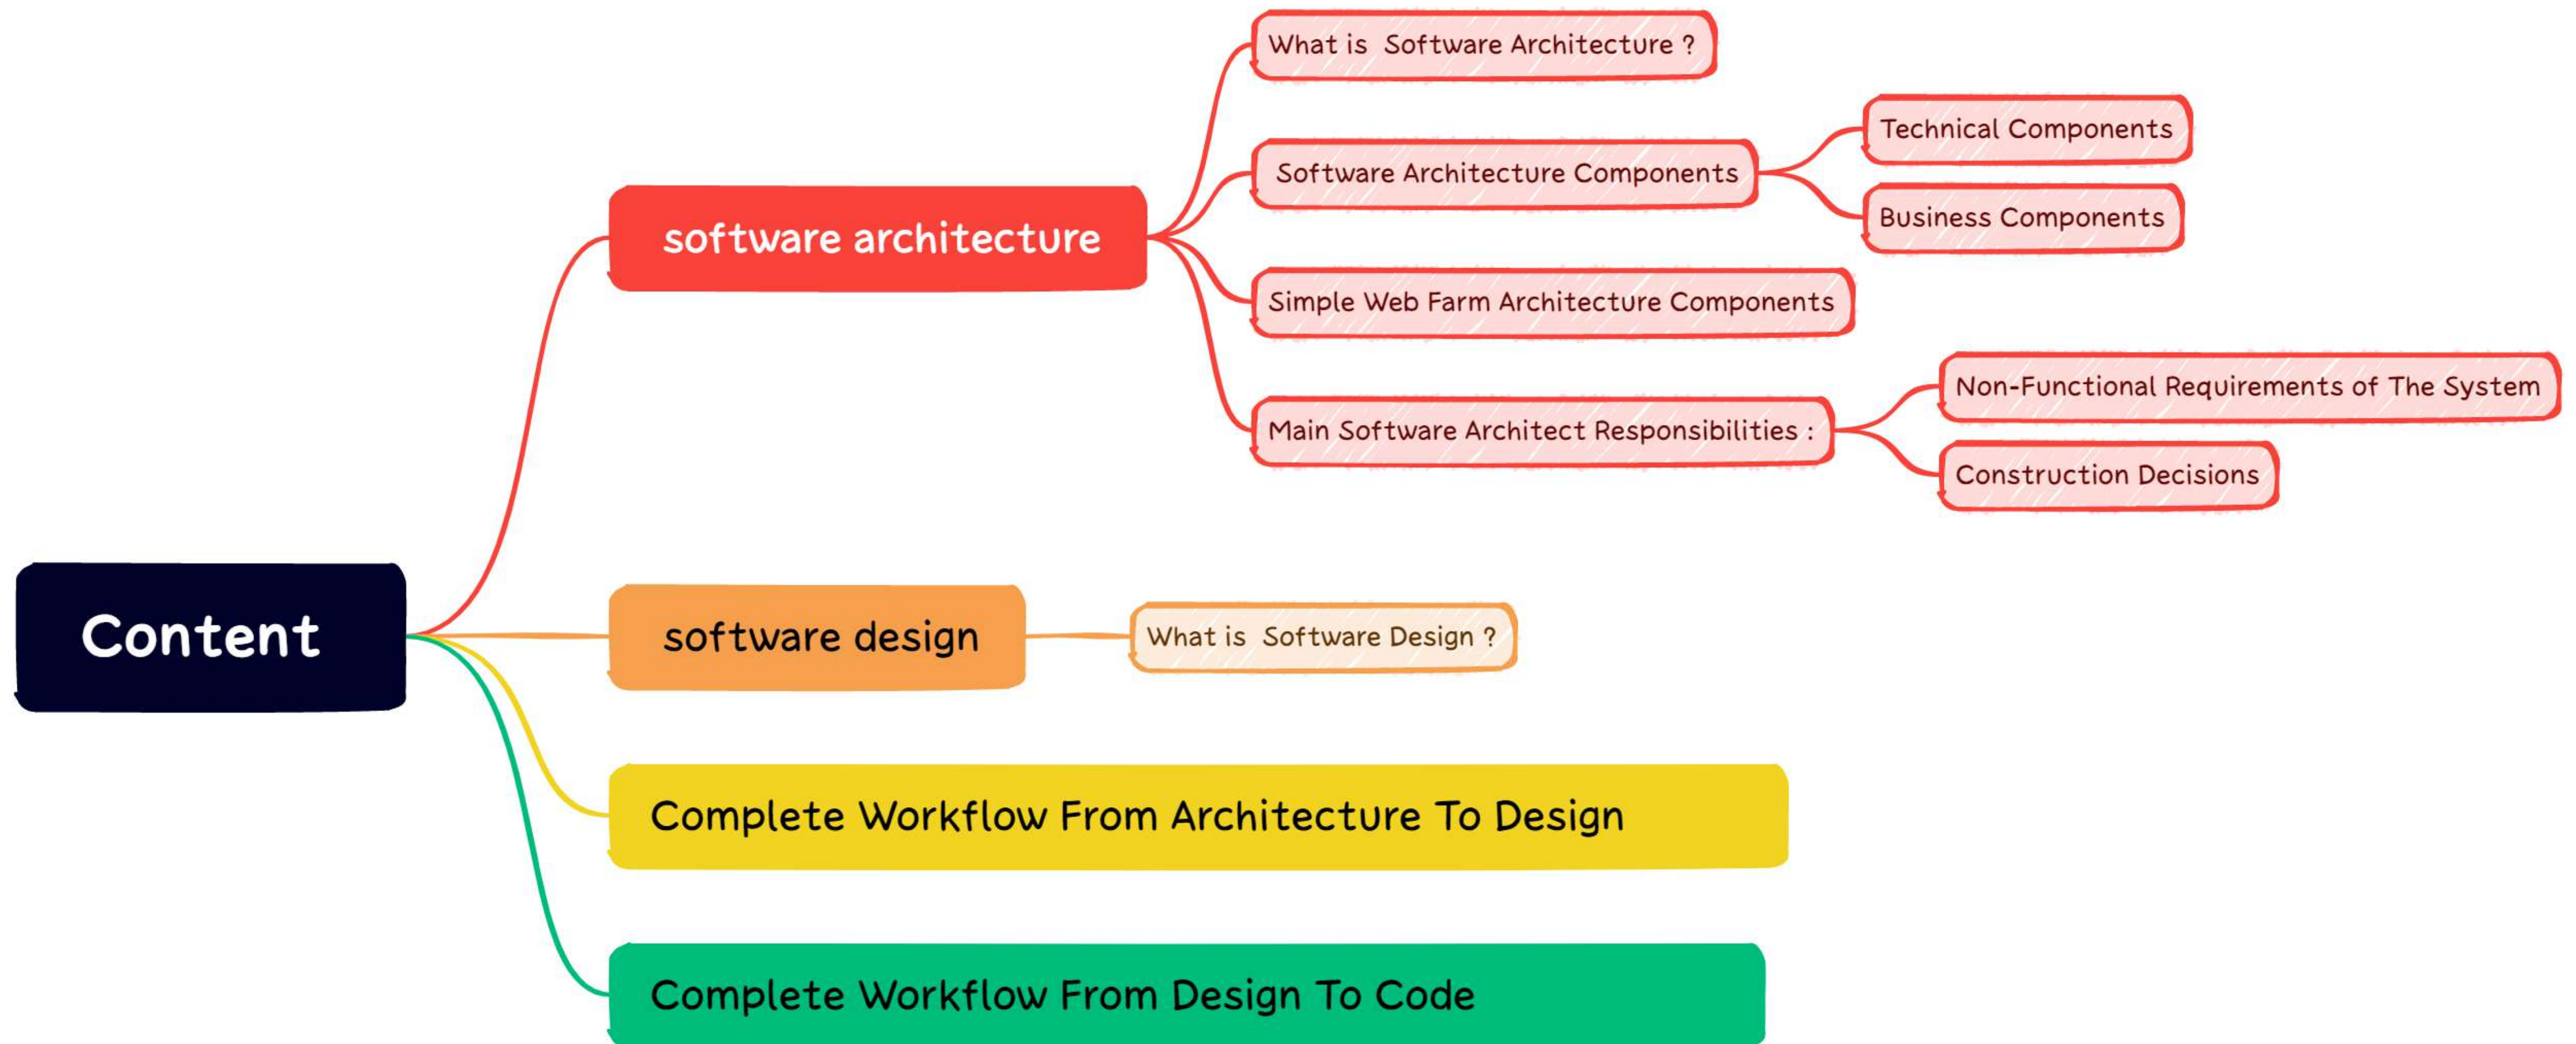 Content
software architecture
What is  Software Architecture ?
Software Architecture Components
Technical Components
Business Components
Simple Web Farm Architecture Components
Main Software Architect Responsibilities :
Non-Functional Requirements of The System
Construction Decisions
software design
What is  Software Design ?
Complete Workflow From Architecture To Design
Complete Workflow From Design To Code